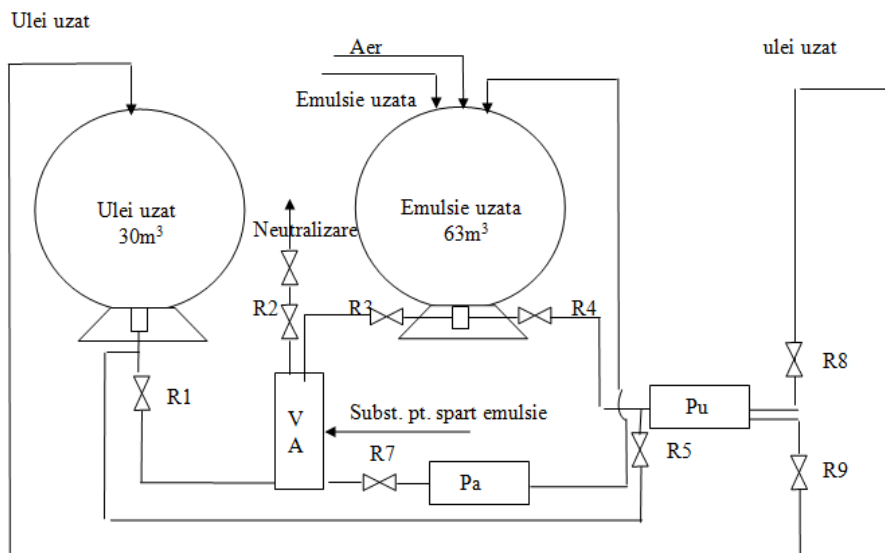 Ulei uzat
Aer
ulei uzat
Emulsie uzata
Ulei uzat
30m³
Emulsie uzata
63m³
Neutralizare
R2
R3
R4
R1
R8
V
A
Subst. pt. spart emulsie
Pu
R7
R5
Pa
R9